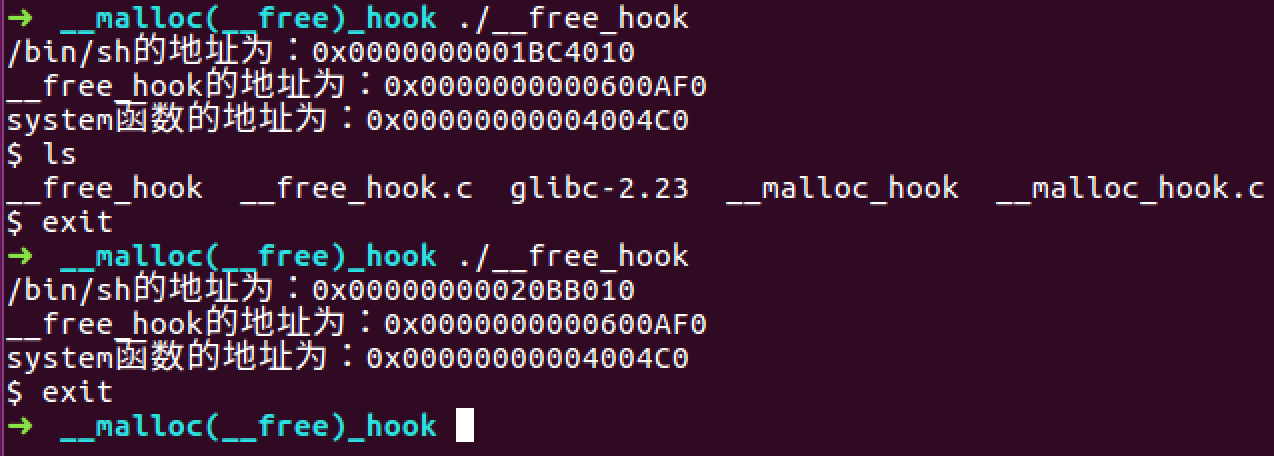 ➜  __malloc(__free)_hook ./__free_hook
/bin/sh的地址为：0x0000000001BC4010
__free_hook的地址为：0x0000000000600AF0
system函数的地址为：0x00000000004004C0
$ ls
__free_hook  __free_hook.c  glibc-2.23  __malloc_hook  __malloc_hook.c
$ exit
➜  __malloc(__free)_hook ./__free_hook
/bin/sh的地址为：0x00000000020BB010
__free_hook的地址为：0x0000000000600AF0
system函数的地址为：0x00000000004004C0
$ exit
➜  __malloc(__free)_hook